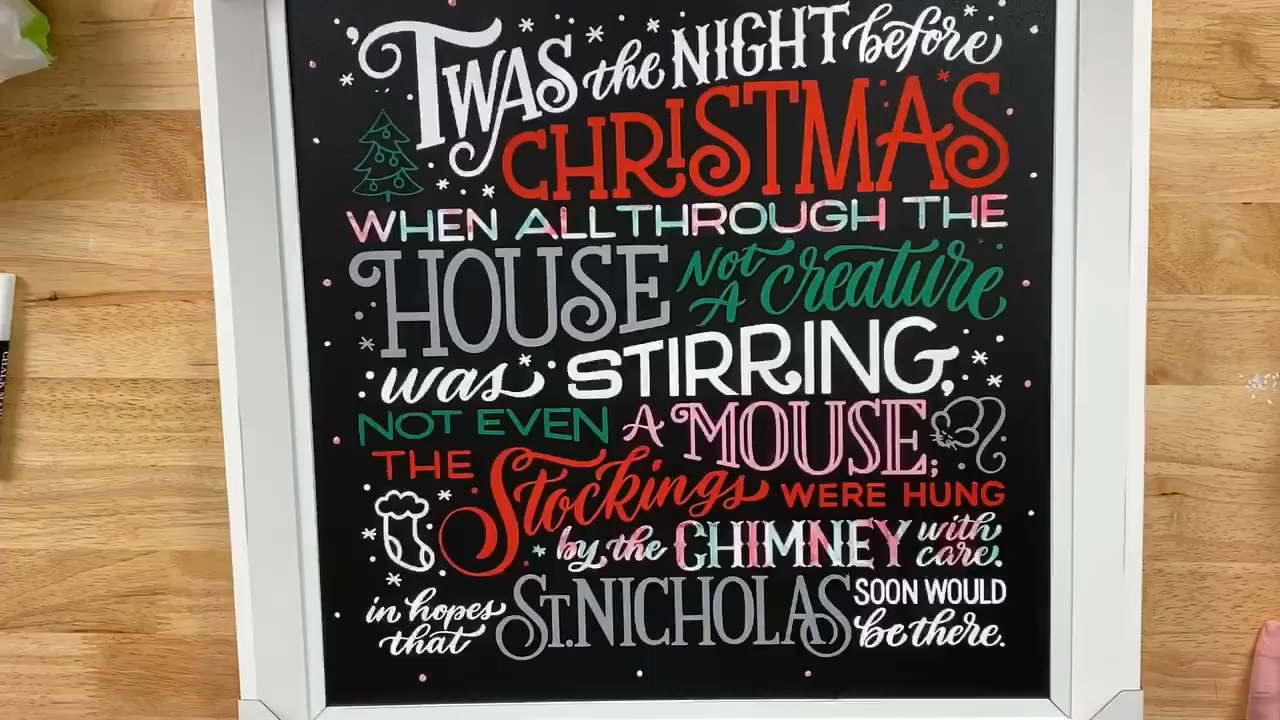 'TWAS the NIGHT before
CHRISTMAS
WHEN ALL THROUGH THE
HOUSE Not A creature
was STIRRING,
NOT EVEN A MOUSE;
THE Stockings WERE HUNG
by the CHIMNEY with care.
in hopes that ST. NICHOLAS SOON WOULD be there.